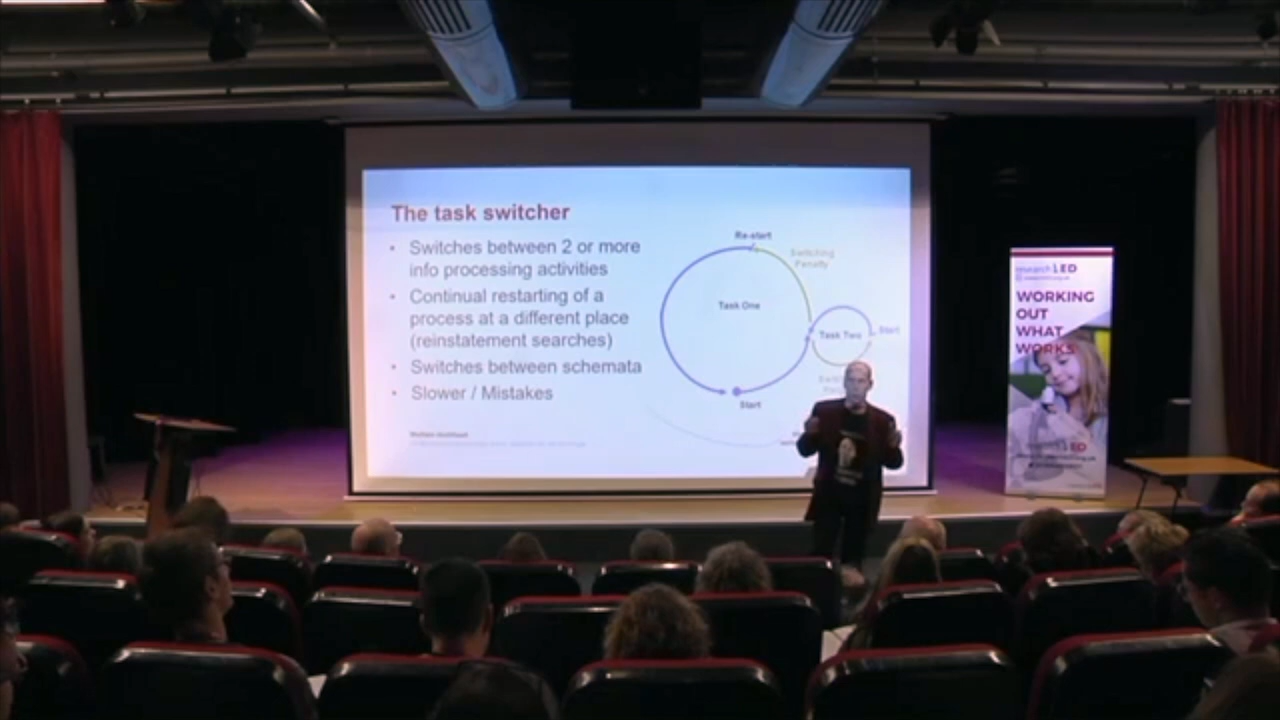 The task switcher
• Switches between 2 or more
info processing activities
• Continual restarting of a
process at a different place
(reinstatement searches)
• Switches between schemata
• Slower / Mistakes
Re-start
Switching
Penalty
Task One
Task Two
Start
Start
researchED
WORKING
OUT
WHAT
WORKS